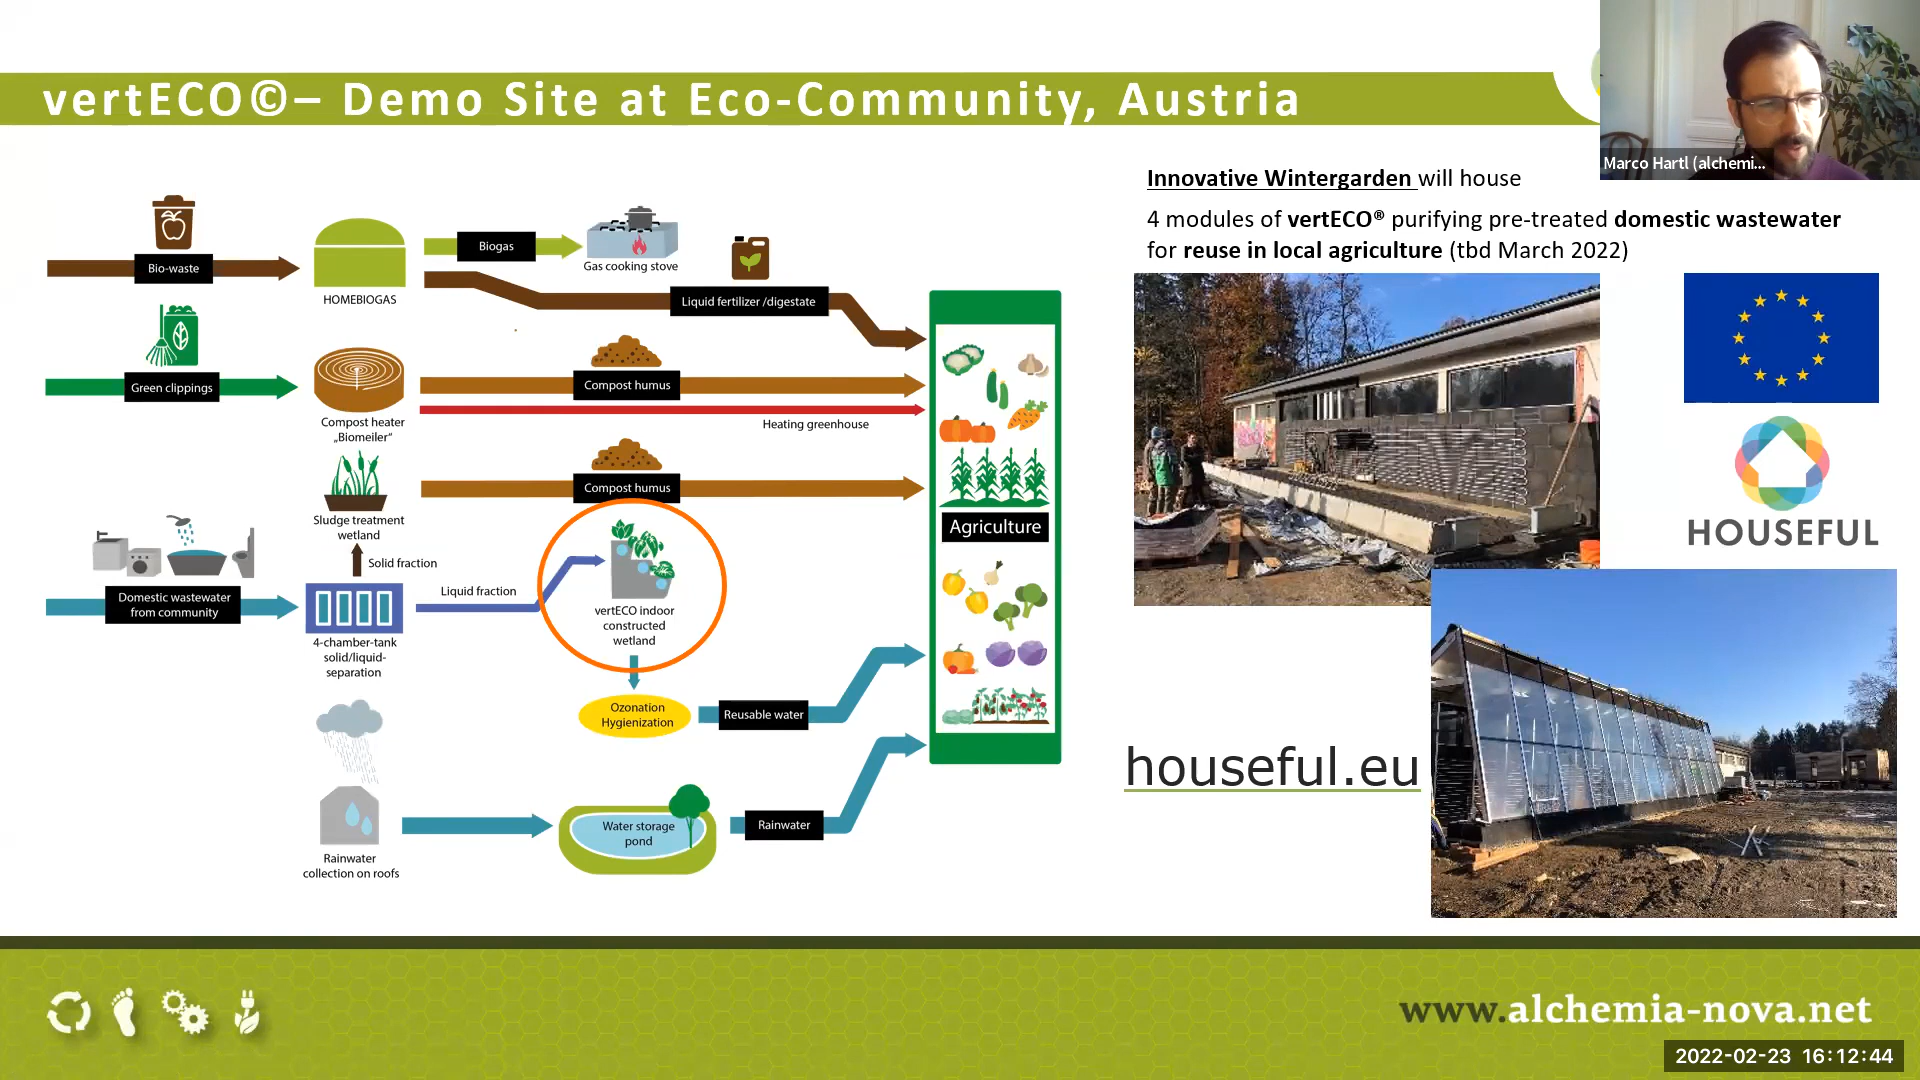 vertECO©– Demo Site at Eco-Community, Austria
Marco Hartl (alchemi...
Innovative Wintergarden will house
4 modules of vertECO® purifying pre-treated domestic wastewater
for reuse in local agriculture (tbd March 2022)
Bio-waste
HOMEBIOGAS
Biogas
Gas cooking stove
Liquid fertilizer /digestate
Green clippings
Compost heater
„Biomeiler“
Compost humus
Heating greenhouse
Sludge treatment
wetland
Compost humus
Solid fraction
Domestic wastewater
from community
4-chamber-tank
solid/liquid-
separation
Liquid fraction
vertECO indoor
constructed
wetland
Ozonation
Hygienization
Reusable water
Agriculture
Rainwater
collection on roofs
Water storage
pond
Rainwater
HOUSEFUL
houseful.eu
www.alchemia-nova.net
2022-02-23 16:12:44